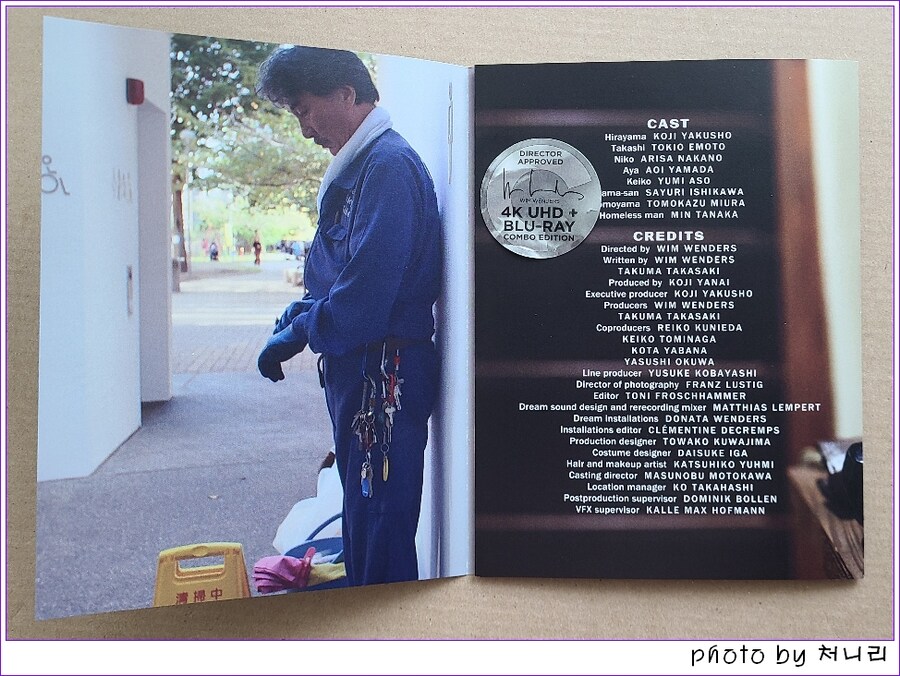 清掃中
CAST
Hirayama KOJI YAKUSHO
Takashi TOKIO EMOTO
Niko ARISA NAKANO
Aya AOI YAMADA
Keiko YUMI ASO
ama-san SAYURI ISHIKAWA
omoyama TOMOKAZU MIURA
Homeless man MIN TANAKA
DIRECTOR
APPROVED
WIM WENDERS
4K UHD +
BLU-RAY
COMBO EDITION
CREDITS
Directed by WIM WENDERS
Written by WIM WENDERS
TAKUMA TAKASAKI
Produced by KOJI YANAI
Executive producer KOJI YAKUSHO
Producers WIM WENDERS
TAKUMA TAKASAKI
Coproducers REIKO KUNIEDA
KEIKO TOMINAGA
KOTA YABANA
YASUSHI OKUWA
Line producer YUSUKE KOBAYASHI
Director of photography FRANZ LUSTIG
Editor TONI FROSCHHAMMER
Dream sound design and rerecording mixer MATTHIAS LEMPERT
Dream installations DONATA WENDERS
Installations editor CLÉMENTINE DECREMPS
Production designer TOWAKO KUWAJIMA
Costume designer DAISUKE IGA
Hair and makeup artist KATSUHIKO YUHMI
Casting director MASUNOBU MOTOKAWA
Location manager KO TAKAHASHI
Postproduction supervisor DOMINIK BOLLEN
VFX supervisor KALLE MAX HOFMANN
photo by 처니리